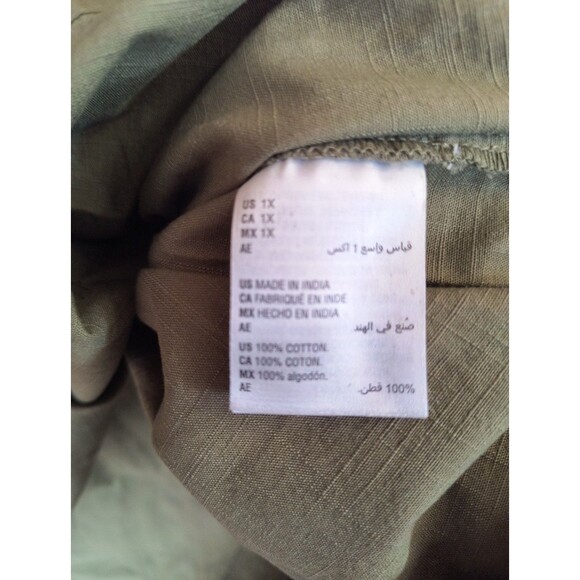 US 1X
CA 1X
MX 1X
AE قياس واسع 1 اكس
US MADE IN INDIA
CA FABRIQUÉ EN INDE
MX HECHO EN INDIA
AE صُنع في الهند
US 100% COTTON.
CA 100% COTON.
MX 100% algodón.
AE 100% قطن.